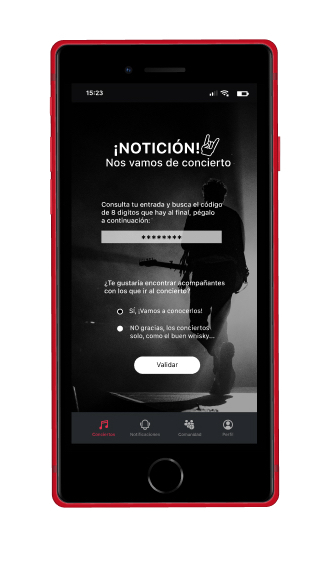 15:23
¡NOTICIÓN!
Nos vamos de concierto
Consulta tu entrada y busca el código
de 8 dígitos que hay al final, pégalo
a continuación:
********
¿Te gustaría encontrar acompañantes
con los que ir al concierto?
Sí, ¡Vamos a conocerlos!
NO gracias, los conciertos
solo, como el buen whisky...
Validar
Conciertos Notificaciones Comunidad Perfil